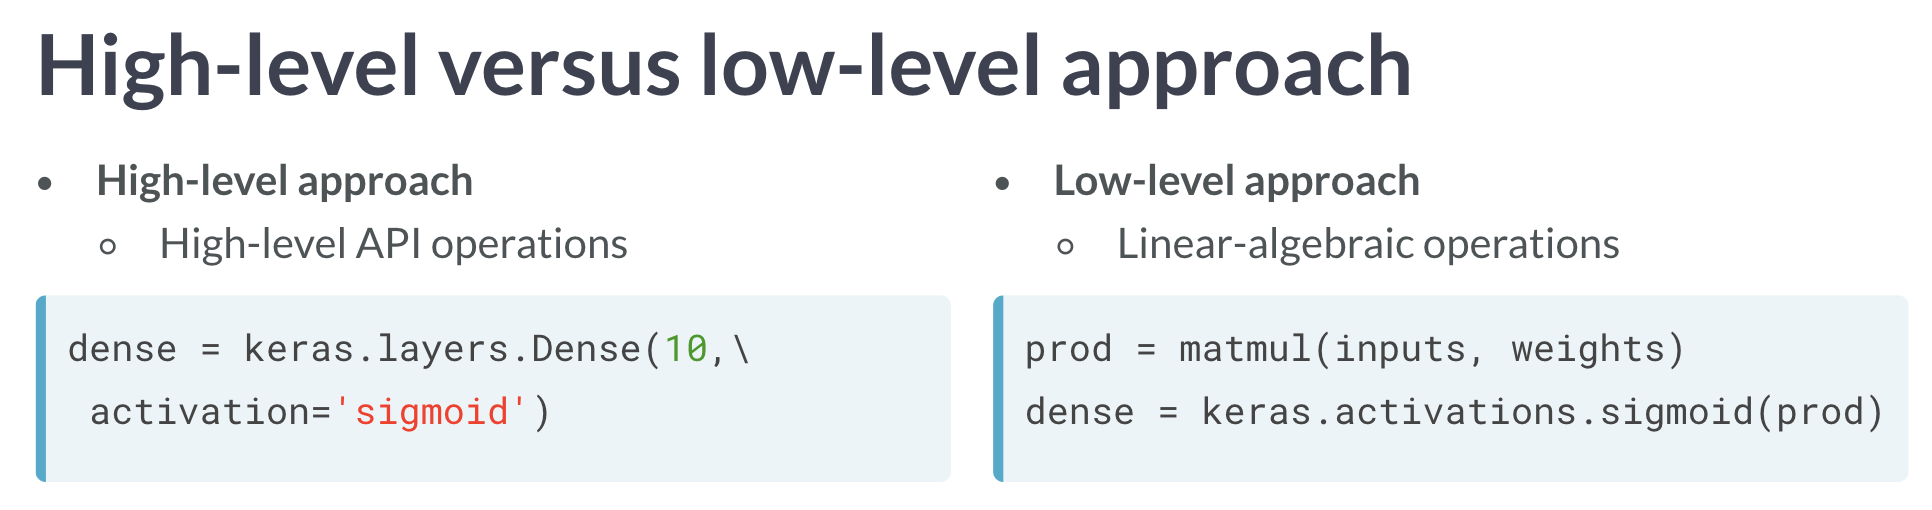 High-level versus low-level approach
• High-level approach
◦ High-level API operations
dense = keras.layers.Dense(10,\
 activation='sigmoid')
• Low-level approach
◦ Linear-algebraic operations
prod = matmul(inputs, weights)
dense = keras.activations.sigmoid(prod)